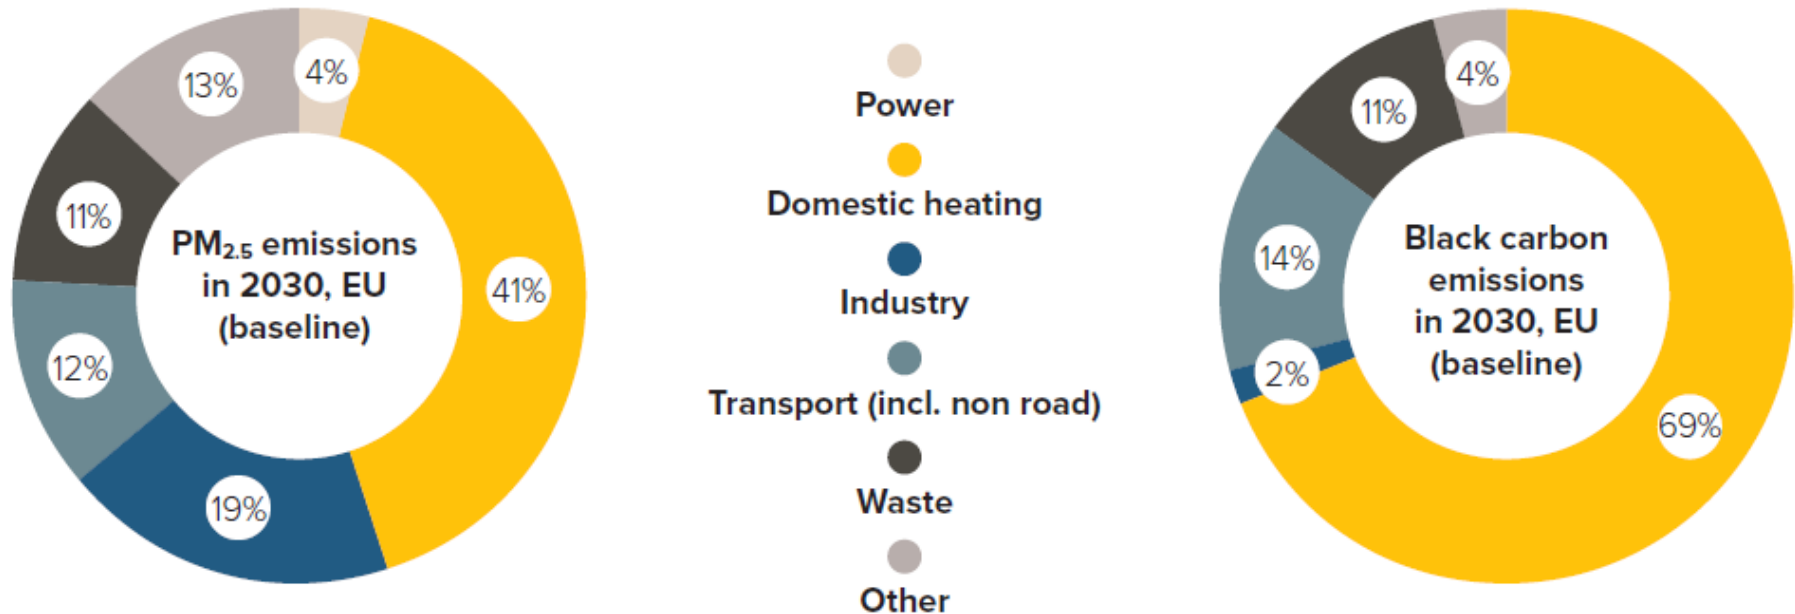 13%
4%
11%
41%
12%
19%
PM₂.₅ emissions
in 2030, EU
(baseline)
Power
Domestic heating
Industry
Transport (incl. non road)
Waste
Other
4%
11%
14%
2%
69%
Black carbon
emissions
in 2030, EU
(baseline)